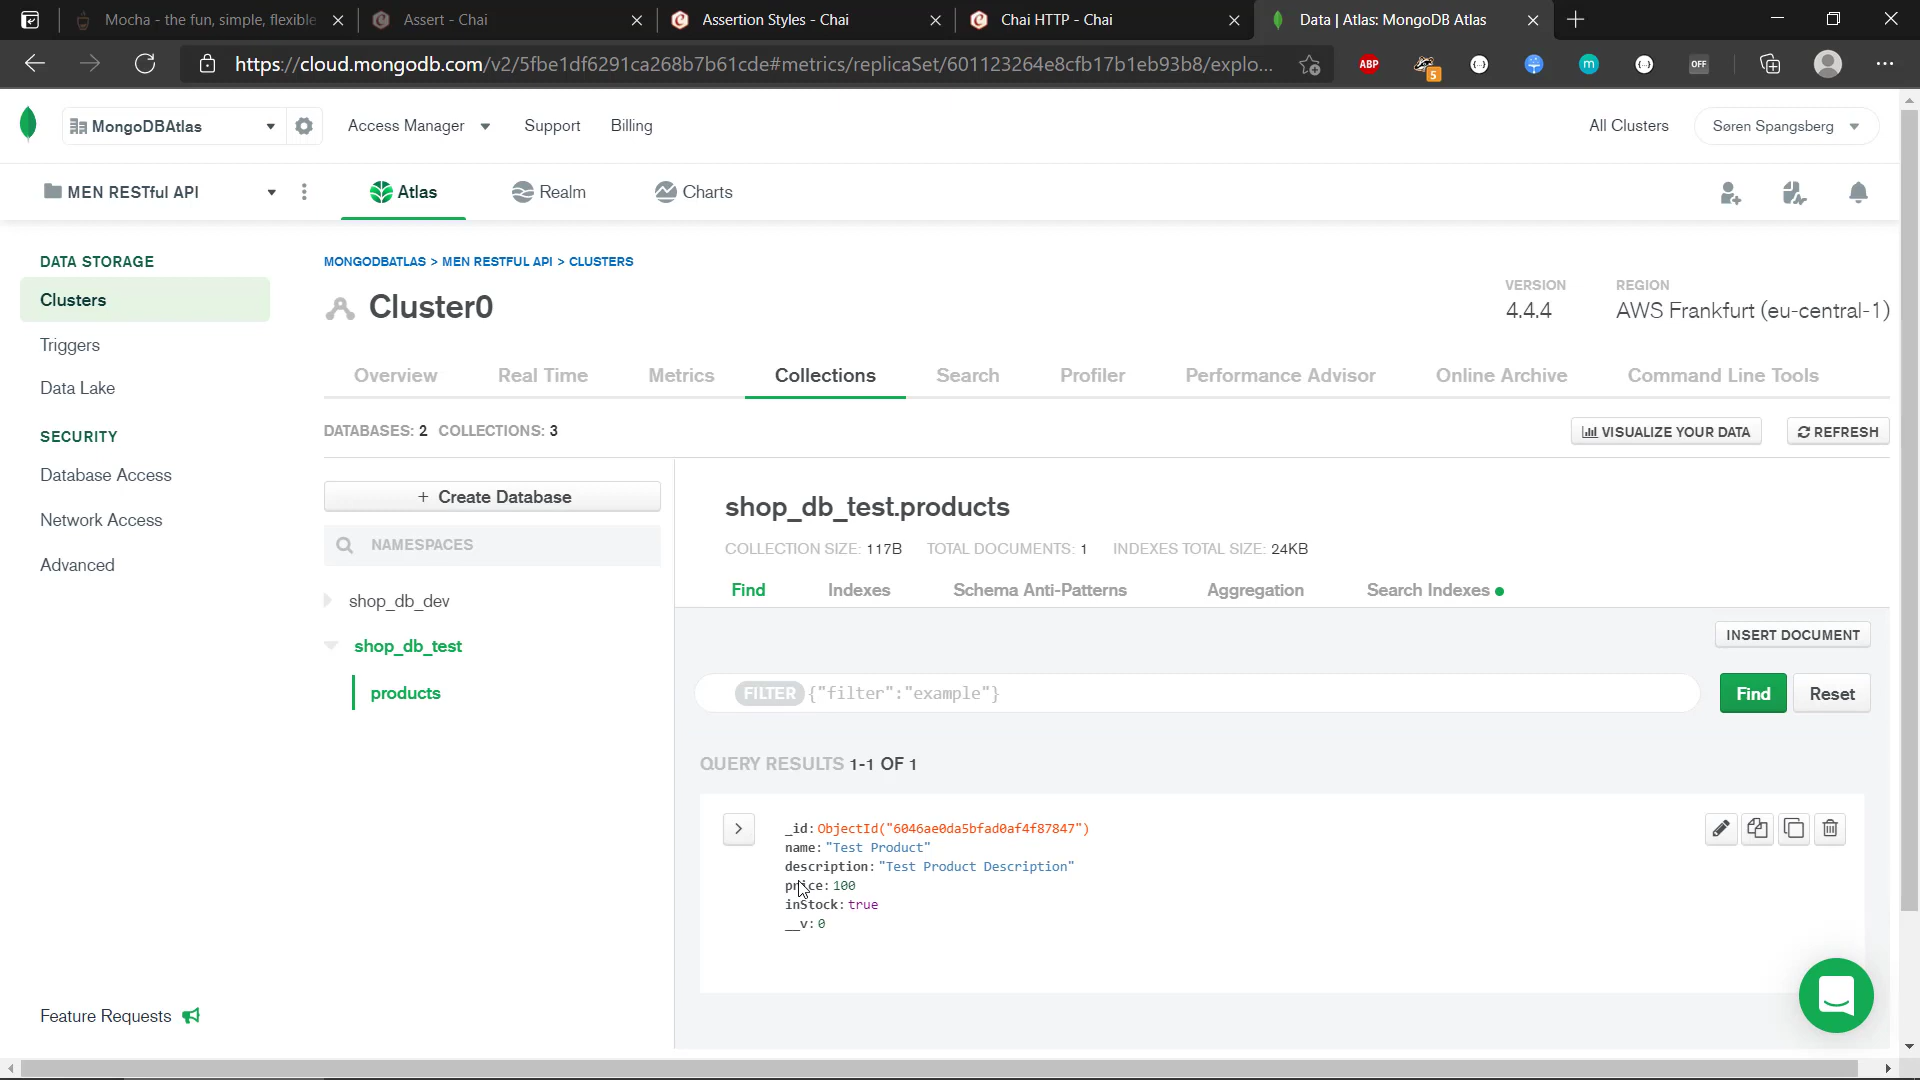 Mocha - the fun, simple, flexible
Assert - Chai
Assertion Styles - Chai
Chai HTTP - Chai
Data | Atlas: MongoDB Atlas
https://cloud.mongodb.com/v2/5fbe1df6291ca268b7b61cde#metrics/replicaSet/601123264e8cfb17b1eb93b8/explo...
ABP
5
m
OFF
MongoDBAtlas
Access Manager
Support
Billing
All Clusters
Søren Spangsberg
MEN RESTful API
Atlas
Realm
Charts
DATA STORAGE
Clusters
Triggers
Data Lake
SECURITY
Database Access
Network Access
Advanced
Feature Requests
MONGODBATLAS > MEN RESTFUL API > CLUSTERS
Cluster0
VERSION
4.4.4
REGION
AWS Frankfurt (eu-central-1)
Overview
Real Time
Metrics
Collections
Search
Profiler
Performance Advisor
Online Archive
Command Line Tools
DATABASES: 2 COLLECTIONS: 3
VISUALIZE YOUR DATA
REFRESH
+ Create Database
NAMESPACES
shop_db_dev
shop_db_test
products
shop_db_test.products
COLLECTION SIZE: 117B TOTAL DOCUMENTS: 1 INDEXES TOTAL SIZE: 24KB
Find
Indexes
Schema Anti-Patterns
Aggregation
Search Indexes
INSERT DOCUMENT
FILTER {"filter":"example"}
Find
Reset
QUERY RESULTS 1-1 OF 1
_id: ObjectId("6046ae0da5bfad0af4f87847")
name: "Test Product"
description: "Test Product Description"
price: 100
inStock: true
__v: 0